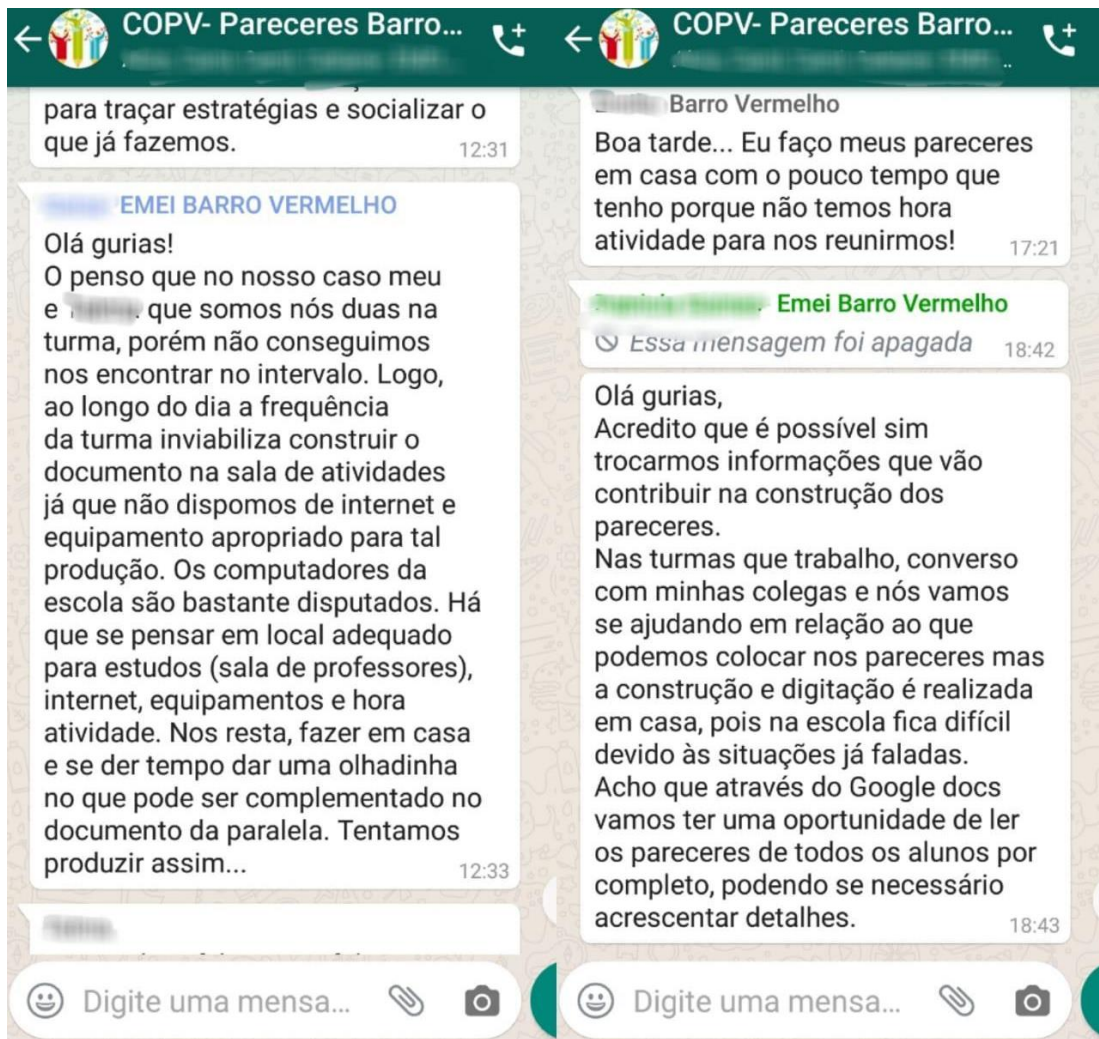 COPV- Pareceres Barro...
para traçar estratégias e socializar o
que já fazemos.
12:31
EMEI BARRO VERMELHO
Olá gurias!
O penso que no nosso caso meu
e que somos nós duas na
turma, porém não conseguimos
nos encontrar no intervalo. Logo,
ao longo do dia a frequência
da turma inviabiliza construir o
documento na sala de atividades
já que não dispomos de internet e
equipamento apropriado para tal
produção. Os computadores da
escola são bastante disputados. Há
que se pensar em local adequado
para estudos (sala de professores),
internet, equipamentos e hora
atividade. Nos resta, fazer em casa
e se der tempo dar uma olhadinha
no que pode ser complementado no
documento da paralela. Tentamos
produzir assim...
12:33
Digite uma mensa...
COPV- Pareceres Barro...
Barro Vermelho
Boa tarde... Eu faço meus pareceres
em casa com o pouco tempo que
tenho porque não temos hora
atividade para nos reunirmos!
17:21
Emei Barro Vermelho
Essa mensagem foi apagada
18:42
Olá gurias,
Acredito que é possível sim
trocarmos informações que vão
contribuir na construção dos
pareceres.
Nas turmas que trabalho, converso
com minhas colegas e nós vamos
se ajudando em relação ao que
podemos colocar nos pareceres mas
a construção e digitação é realizada
em casa, pois na escola fica difícil
devido às situações já faladas.
Acho que através do Google docs
vamos ter uma oportunidade de ler
os pareceres de todos os alunos por
completo, podendo se necessário
acrescentar detalhes.
18:43
Digite uma mensa...